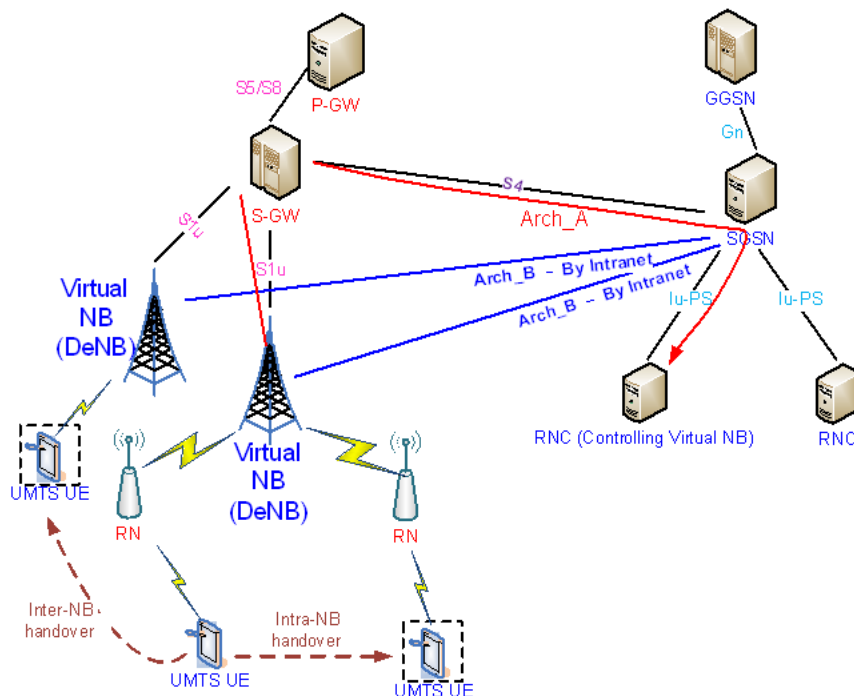 S5/S8
P-GW
GGSN
Gn
S-GW
S4
Arch_A
SGSN
S1u
S1u
Arch_B - By Intranet
Arch_B - By Intranet
Iu-PS
Iu-PS
Virtual
NB
(DeNB)
RNC (Controlling Virtual NB)
RNC
Virtual
NB
(DeNB)
UMTS UE
RN
RN
Inter-NB
handover
Intra-NB
handover
UMTS UE
UMTS UE